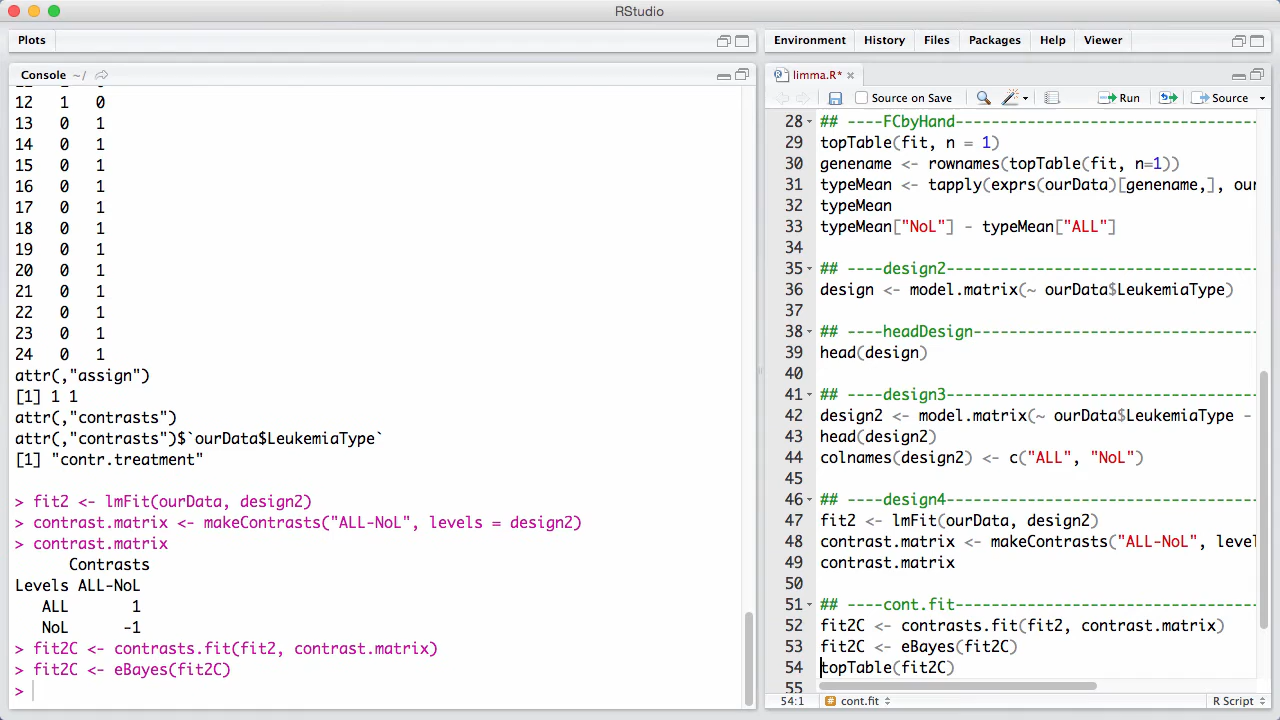 RStudio
Plots
Console ~/
12 1 0
13 0 1
14 0 1
15 0 1
16 0 1
17 0 1
18 0 1
19 0 1
20 0 1
21 0 1
22 0 1
23 0 1
24 0 1
attr(,"assign")
[1] 1 1
attr(,"contrasts")
attr(,"contrasts")$`ourData$LeukemiaType`
[1] "contr.treatment"
> fit2 <- lmFit(ourData, design2)
> contrast.matrix <- makeContrasts("ALL-NoL", levels = design2)
> contrast.matrix
Contrasts
Levels ALL-NoL
ALL 1
NoL -1
> fit2C <- contrasts.fit(fit2, contrast.matrix)
> fit2C <- eBayes(fit2C)
>
Environment History Files Packages Help Viewer
limma.R*
Source on Save Run Source
28 ## ----FCbyHand----------------------------------
29 topTable(fit, n = 1)
30 genename <- rownames(topTable(fit, n=1))
31 typeMean <- tapply(exprs(ourData)[genename,], our
32 typeMean
33 typeMean["NoL"] - typeMean["ALL"]
34
35 ## ----design2-----------------------------------
36 design <- model.matrix(~ ourData$LeukemiaType)
37
38 ## ----headDesign--------------------------------
39 head(design)
40
41 ## ----design3-----------------------------------
42 design2 <- model.matrix(~ ourData$LeukemiaType -
43 head(design2)
44 colnames(design2) <- c("ALL", "NoL")
45
46 ## ----design4-----------------------------------
47 fit2 <- lmFit(ourData, design2)
48 contrast.matrix <- makeContrasts("ALL-NoL", level
49 contrast.matrix
50
51 ## ----cont.fit----------------------------------
52 fit2C <- contrasts.fit(fit2, contrast.matrix)
53 fit2C <- eBayes(fit2C)
54 topTable(fit2C)
55
54:1 # cont.fit R Script